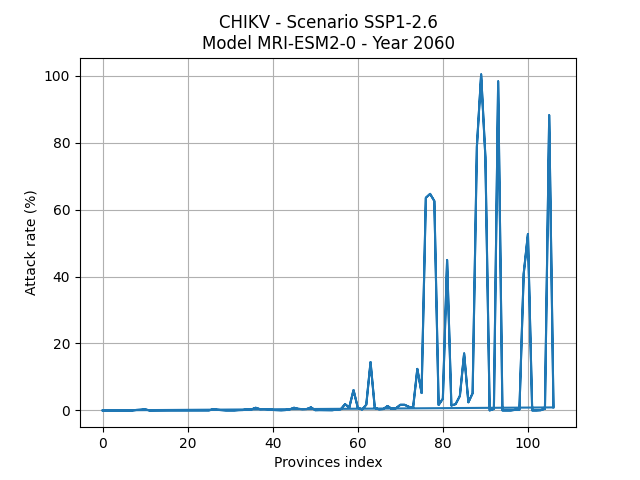 CHIKV - Scenario SSP1-2.6
Model MRI-ESM2-0 - Year 2060
100
80
60
40
20
0
Attack rate (%)
0 20 40 60 80 100
Provinces index